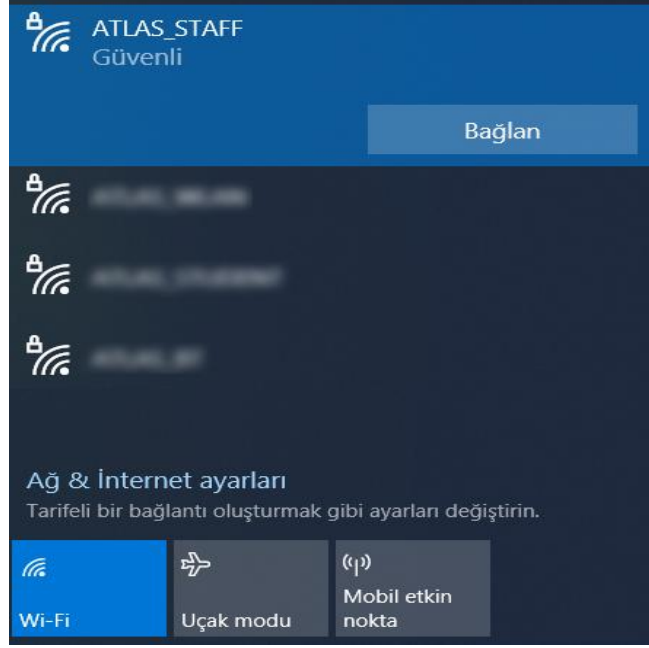 ATLAS_STAFF
Güvenli
Bağlan
Ağ & İnternet ayarları
Tarifeli bir bağlantı oluşturmak gibi ayarları değiştirin.
Wi-Fi
Uçak modu
Mobil etkin
nokta